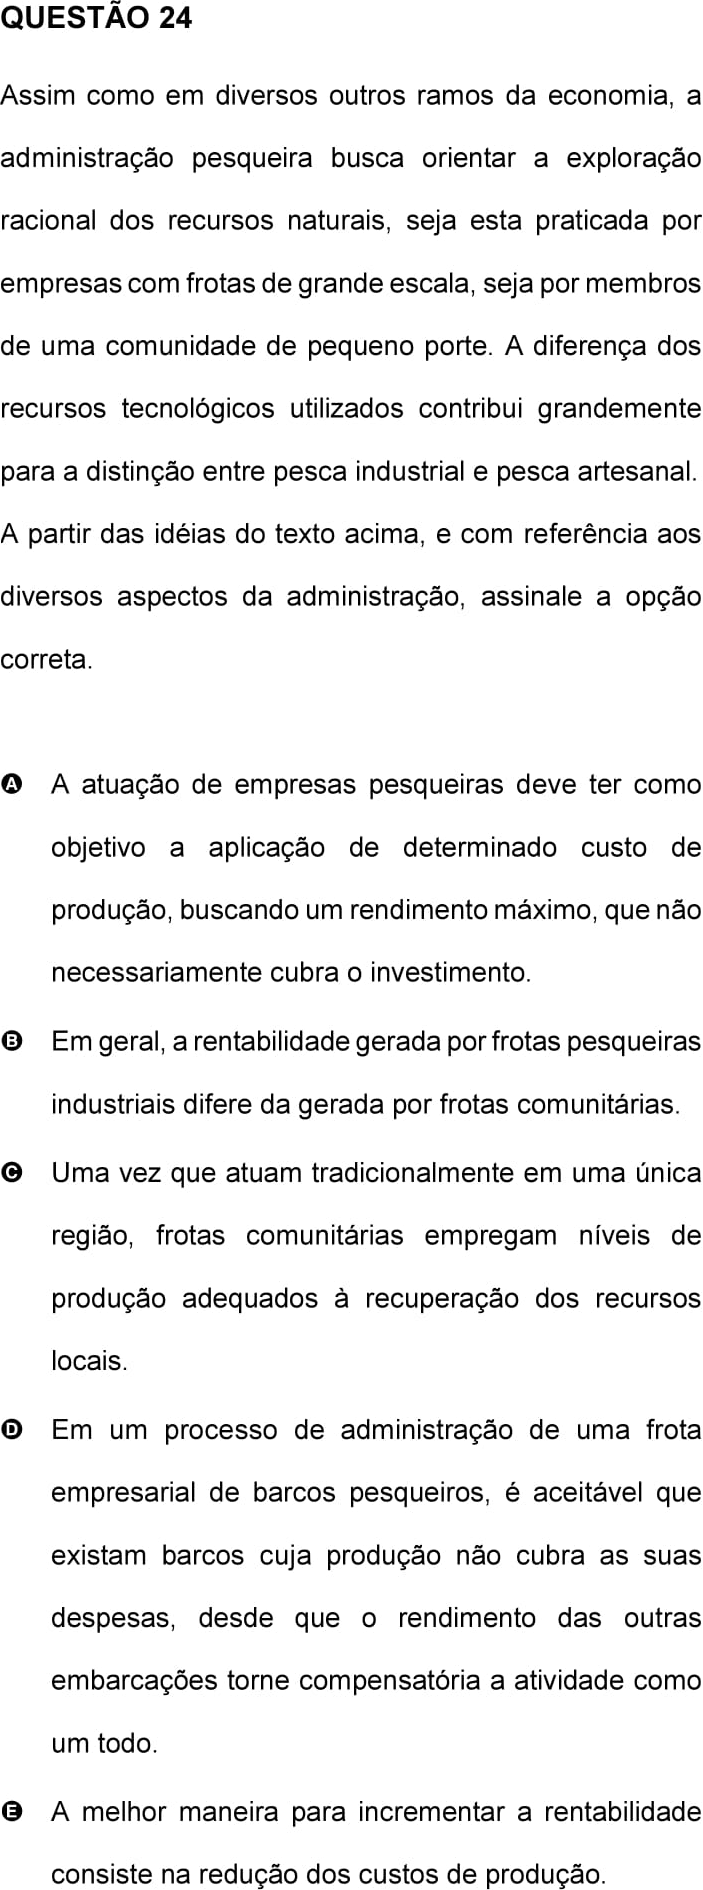 QUESTÃO 24
Assim como em diversos outros ramos da economia, a
administração pesqueira busca orientar a exploração
racional dos recursos naturais, seja esta praticada por
empresas com frotas de grande escala, seja por membros
de uma comunidade de pequeno porte. A diferença dos
recursos tecnológicos utilizados contribui grandemente
para a distinção entre pesca industrial e pesca artesanal.
A partir das idéias do texto acima, e com referência aos
diversos aspectos da administração, assinale a opção
correta.
A A atuação de empresas pesqueiras deve ter como
objetivo a aplicação de determinado custo de
produção, buscando um rendimento máximo, que não
necessariamente cubra o investimento.
B Em geral, a rentabilidade gerada por frotas pesqueiras
industriais difere da gerada por frotas comunitárias.
C Uma vez que atuam tradicionalmente em uma única
região, frotas comunitárias empregam níveis de
produção adequados à recuperação dos recursos
locais.
D Em um processo de administração de uma frota
empresarial de barcos pesqueiros, é aceitável que
existam barcos cuja produção não cubra as suas
despesas, desde que o rendimento das outras
embarcações torne compensatória a atividade como
um todo.
E A melhor maneira para incrementar a rentabilidade
consiste na redução dos custos de produção.